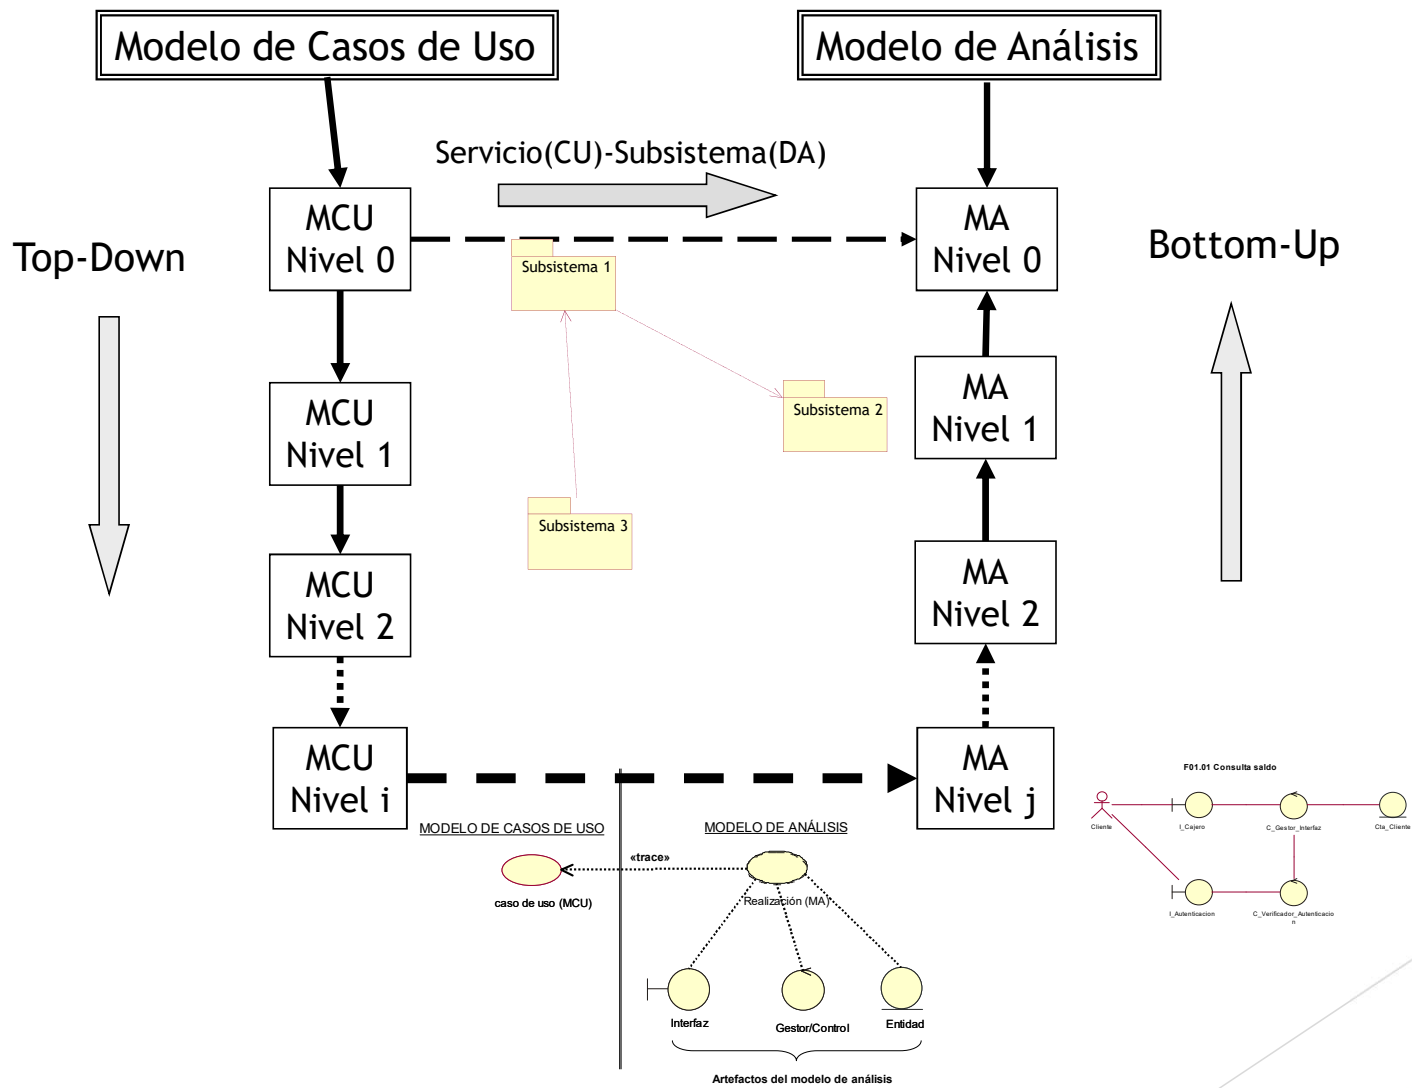 Modelo de Casos de Uso
Modelo de Análisis
Servicio(CU)-Subsistema(DA)
MCU
Nivel 0
MA
Nivel 0
Top-Down
Bottom-Up
Subsistema 1
MCU
Nivel 1
MA
Nivel 1
Subsistema 2
Subsistema 3
MCU
Nivel 2
MA
Nivel 2
MCU
Nivel i
MA
Nivel j
MODELO DE CASOS DE USO
MODELO DE ANÁLISIS
«trace»
caso de uso (MCU)
Realización (MA)
Interfaz
Gestor/Control
Entidad
Artefactos del modelo de análisis
F01.01 Consulta saldo
Cliente
I_Cajero
C_Gestor_Interfaz
Cta_Cliente
I_Autenticacion
C_Verificador_Autenticacio
n